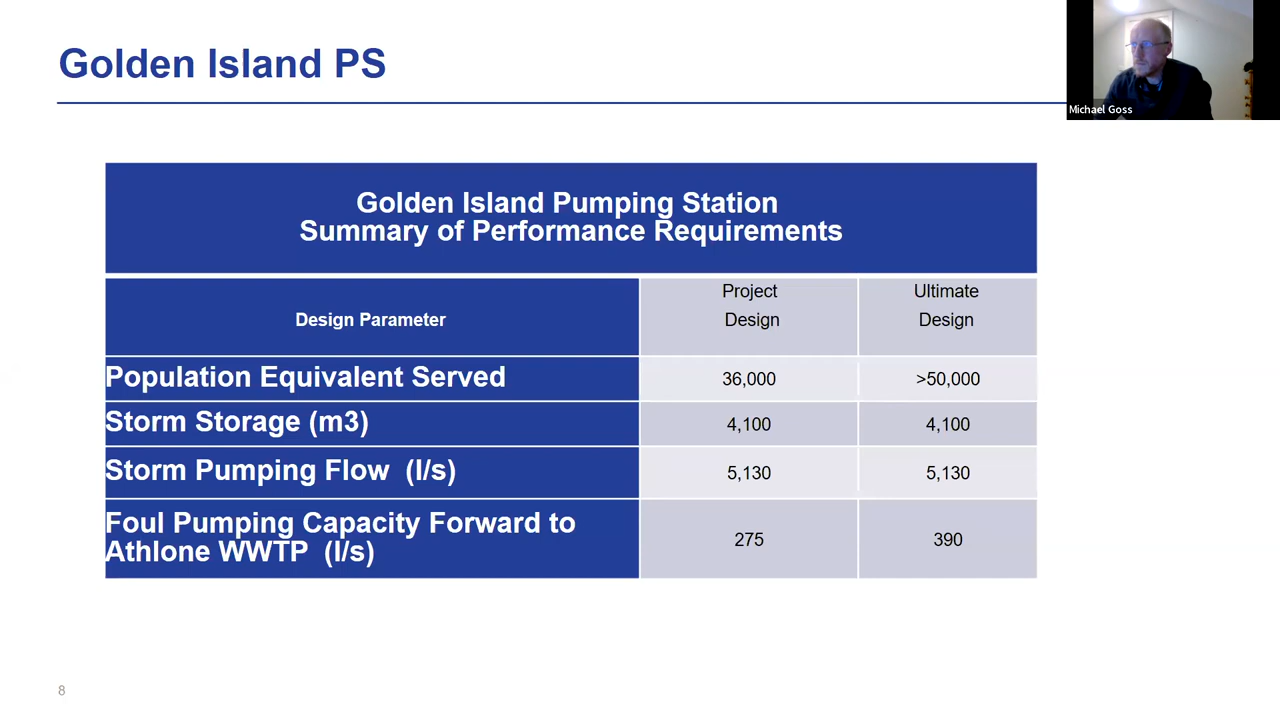 Golden Island PS
Michael Goss
Golden Island Pumping Station
Summary of Performance Requirements
Design Parameter
Project
Design
Ultimate
Design
Population Equivalent Served
36,000
>50,000
Storm Storage (m3)
4,100
4,100
Storm Pumping Flow (l/s)
5,130
5,130
Foul Pumping Capacity Forward to
Athlone WWTP (l/s)
275
390
8